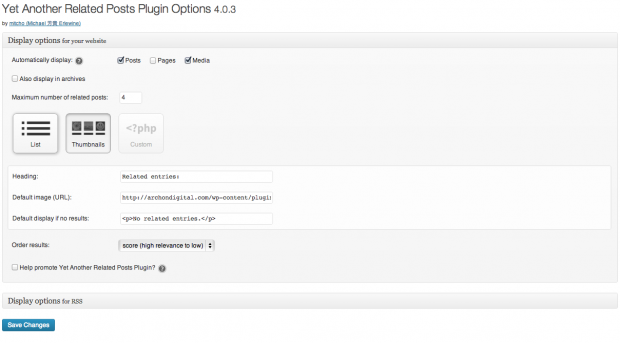 Yet Another Related Posts Plugin Options 4.0.3
by mitcho (Michael 芳貴 Erlewine)
Display options for your website
Automatically display: ? Posts Pages Media
Also display in archives
Maximum number of related posts: 4
List
Thumbnails
<?php
Custom
Heading: Related entries:
Default image (URL): http://archondigital.com/wp-content/plugin
Default display if no results: <p>No related entries.</p>
Order results: score (high relevance to low)
Help promote Yet Another Related Posts Plugin? ?
Display options for RSS
Save Changes